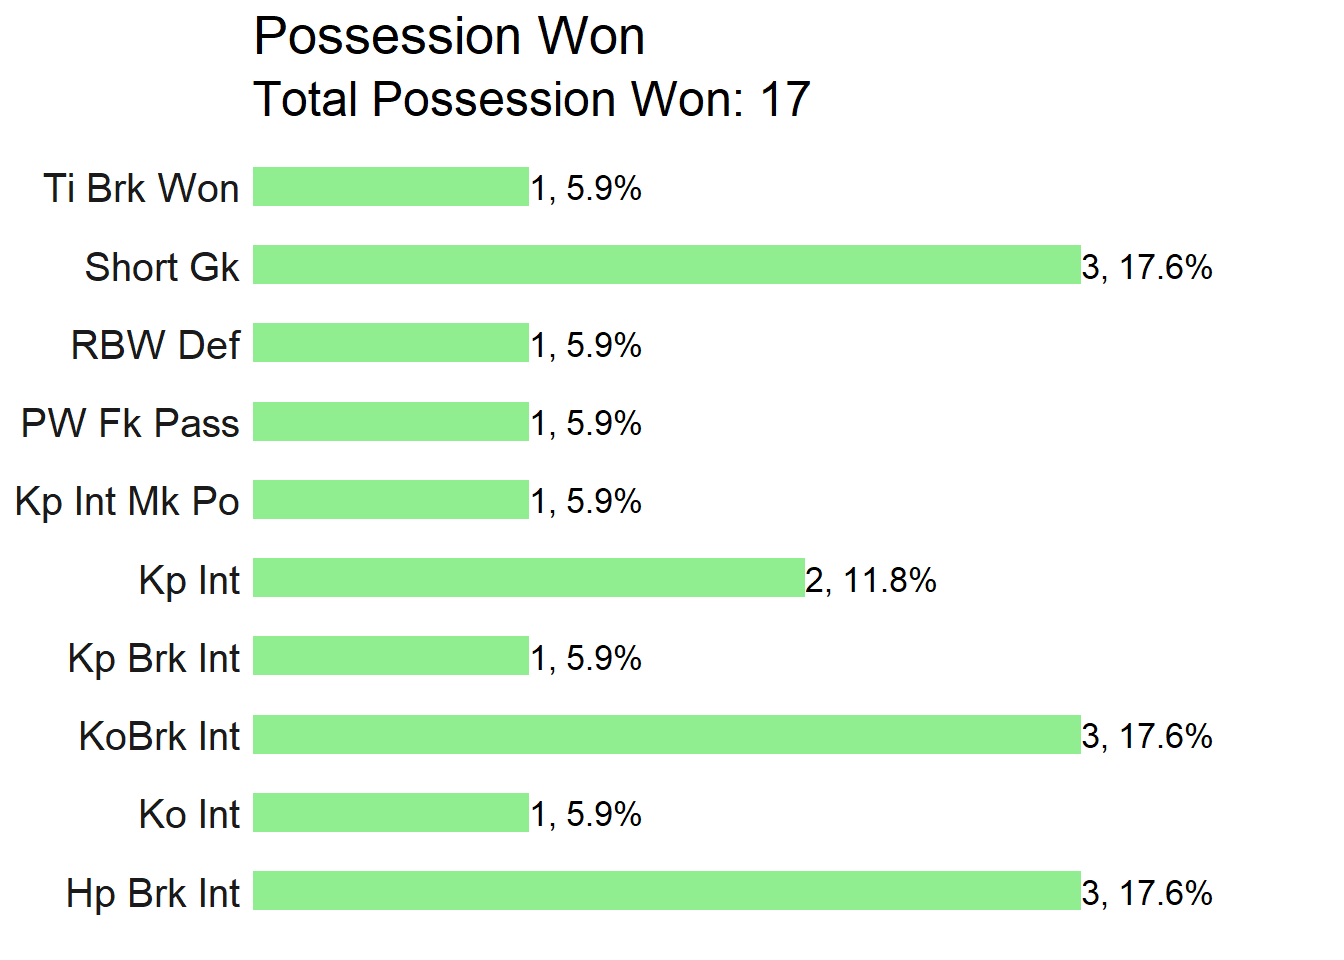 Possession Won
Total Possession Won: 17
Ti Brk Won 1, 5.9%
Short Gk 3, 17.6%
RBW Def 1, 5.9%
PW Fk Pass 1, 5.9%
Kp Int Mk Po 1, 5.9%
Kp Int 2, 11.8%
Kp Brk Int 1, 5.9%
KoBrk Int 3, 17.6%
Ko Int 1, 5.9%
Hp Brk Int 3, 17.6%